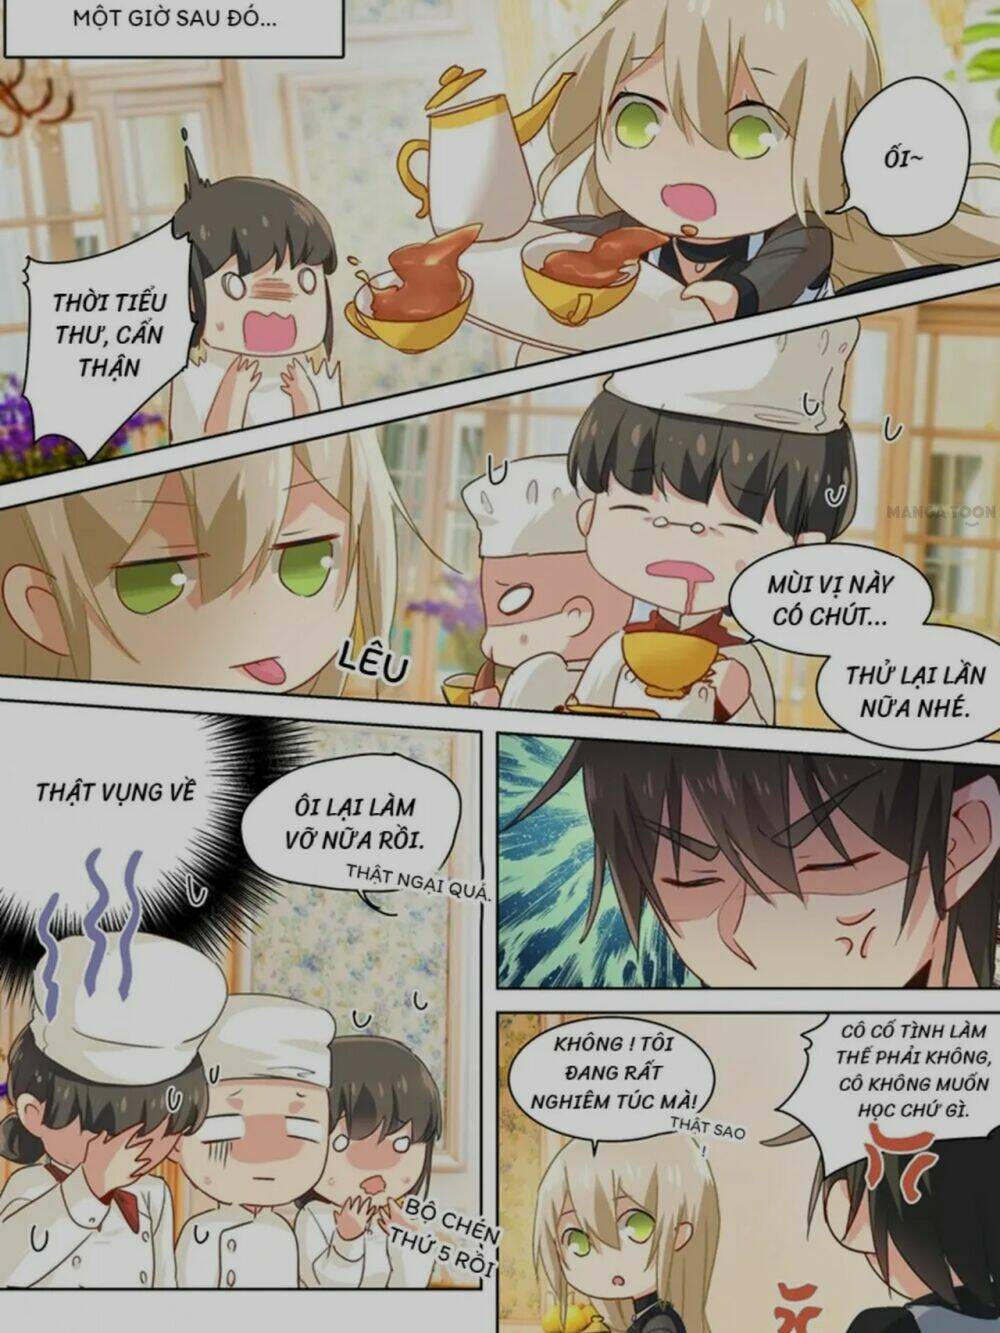 MỘT GIỜ SAU ĐÓ...
ỐI~
THỜI TIỂU
THƯ, CẨN
THẬN
MANGATOON
MÙI VỊ NÀY
CÓ CHÚT...
LÊU
THỬ LẠI LẦN
NỮA NHÉ.
THẬT VỤNG VỀ
ÔI LẠI LÀM
VỠ NỮA RỒI.
THẬT NGẠI QUÁ.
BỘ CHÉN
THỨ 5 RỒI
KHÔNG ! TÔI
ĐANG RẤT
NGHIÊM TÚC MÀ!
THẬT SAO
!
CÔ CỐ TÌNH LÀM
THẾ PHẢI KHÔNG,
CÔ KHÔNG MUỐN
HỌC CHỨ GÌ.